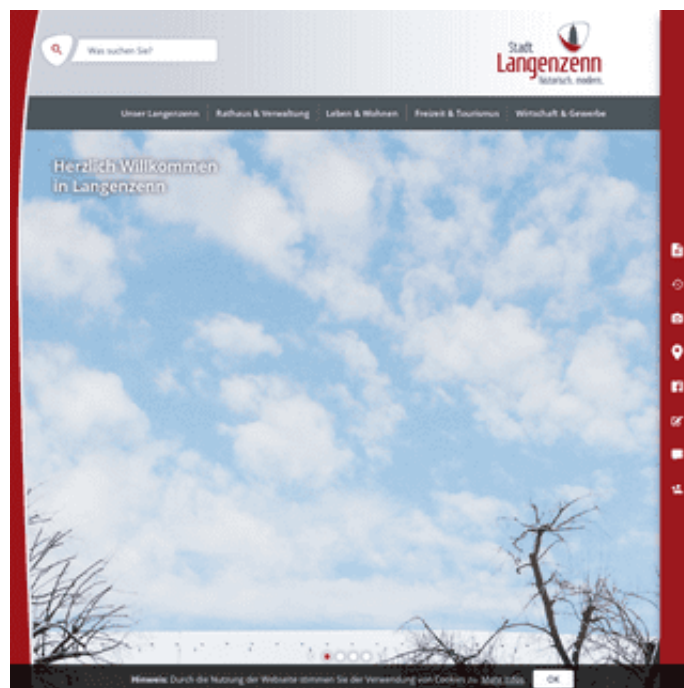 Was suchen Sie?
Stadt
Langenzenn
historisch. modern.
Unser Langenzenn Rathaus & Verwaltung Leben & Wohnen Freizeit & Tourismus Wirtschaft & Gewerbe
Herzlich Willkommen
in Langenzenn
Hinweis: Durch die Nutzung der Webseite stimmen Sie der Verwendung von Cookies zu. Mehr Infos OK